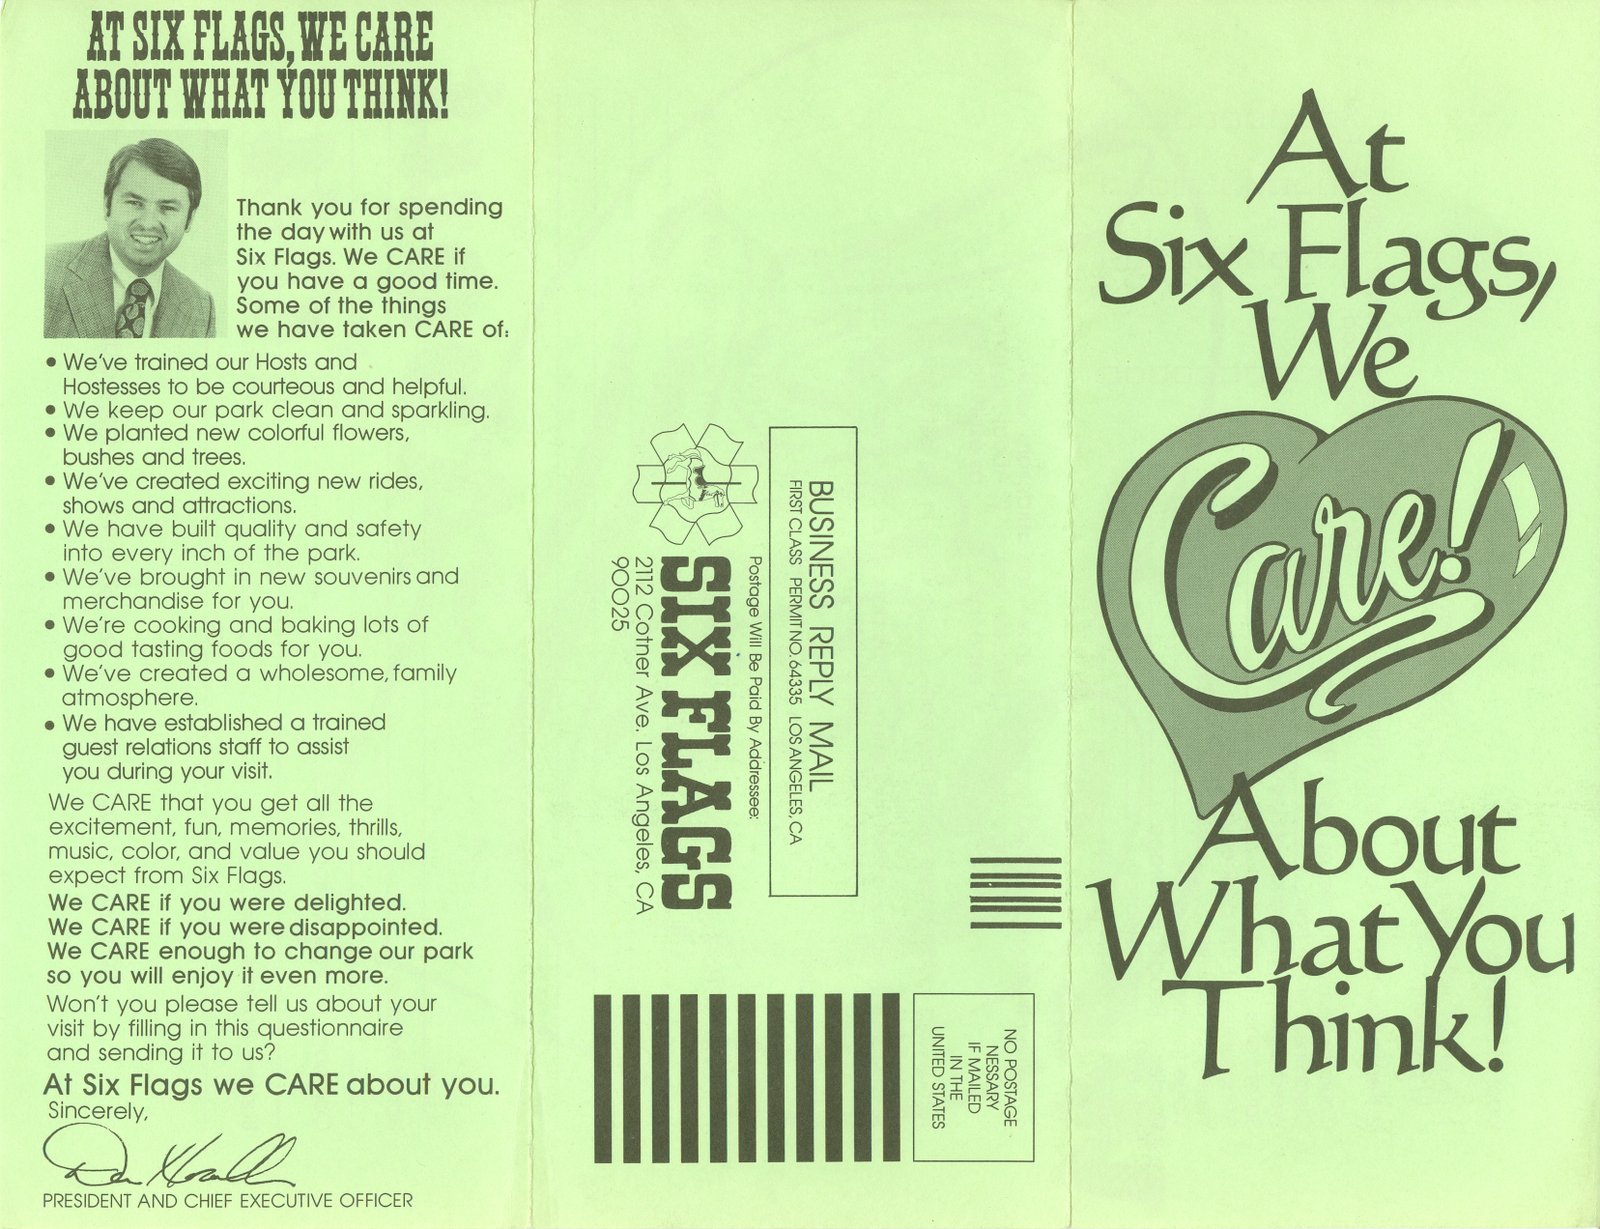 AT SIX FLAGS, WE CARE
ABOUT WHAT YOU THINK!
Thank you for spending
the day with us at
Six Flags. We CARE if
you have a good time.
Some of the things
we have taken CARE of:
• We've trained our Hosts and
Hostesses to be courteous and helpful.
• We keep our park clean and sparkling.
• We planted new colorful flowers,
bushes and trees.
• We've created exciting new rides,
shows and attractions.
• We have built quality and safety
into every inch of the park.
• We've brought in new souvenirs and
merchandise for you.
• We're cooking and baking lots of
good tasting foods for you.
• We've created a wholesome, family
atmosphere.
• We have established a trained
guest relations staff to assist
you during your visit.
We CARE that you get all the
excitement, fun, memories, thrills,
music, color, and value you should
expect from Six Flags.
We CARE if you were delighted.
We CARE if you were disappointed.
We CARE enough to change our park
so you will enjoy it even more.
Won't you please tell us about your
visit by filling in this questionnaire
and sending it to us?
At Six Flags we CARE about you.
Sincerely,
PRESIDENT AND CHIEF EXECUTIVE OFFICER
BUSINESS REPLY MAIL
FIRST CLASS PERMIT NO. 64335 LOS ANGELES, CA
Postage Will Be Paid By Addressee:
SIX FLAGS
2112 Cotner Ave. Los Angeles, CA
90025
NO POSTAGE
NESSARY
IF MAILED
IN THE
UNITED STATES
At
Six Flags,
We
Care!
About
What You
Think!